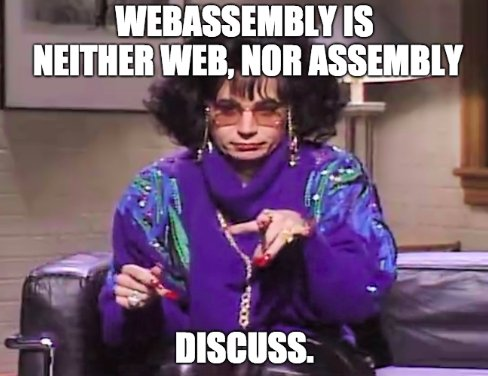 WEBASSEMBLY IS
NEITHER WEB, NOR ASSEMBLY
DISCUSS.